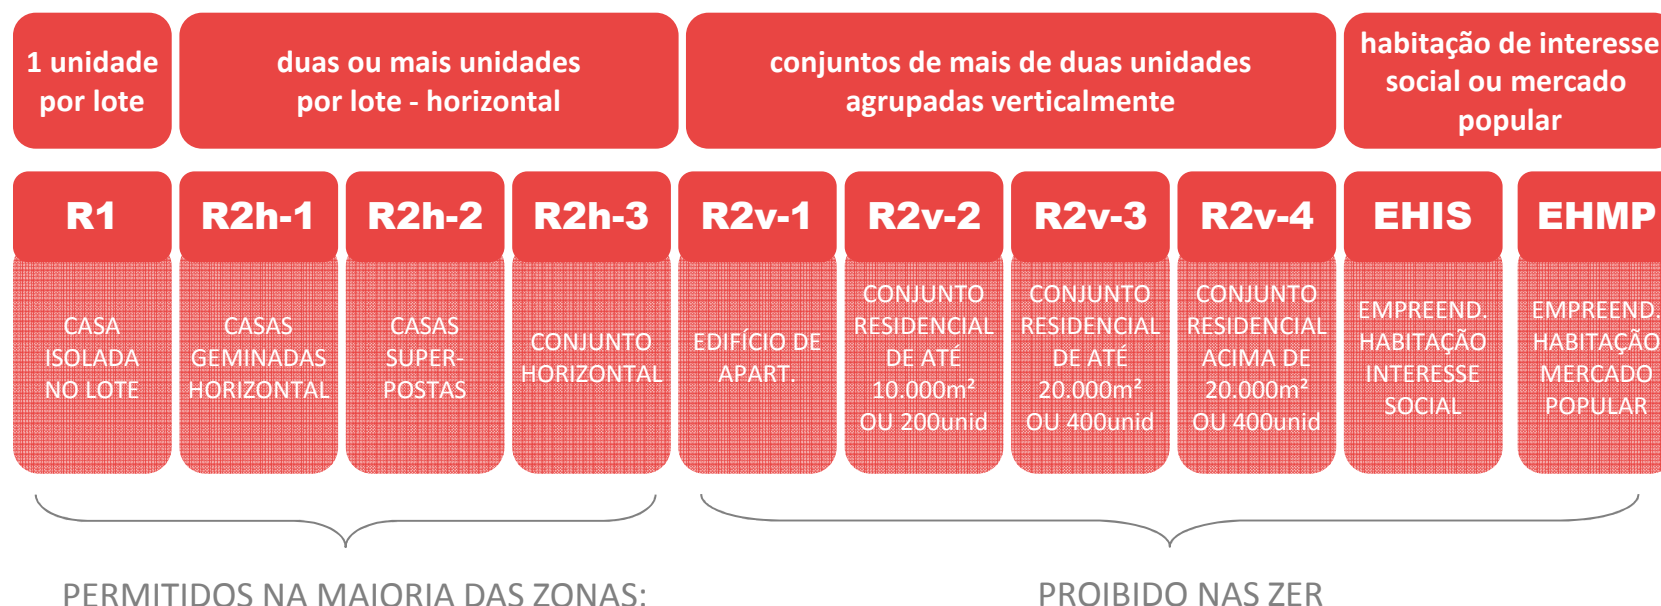 1 unidade
por lote
duas ou mais unidades
por lote - horizontal
conjuntos de mais de duas unidades
agrupadas verticalmente
habitação de interesse
social ou mercado
popular
R1
CASA
ISOLADA
NO LOTE
R2h-1
CASAS
GEMINADAS
HORIZONTAL
R2h-2
CASAS
SUPER-
POSTAS
R2h-3
CONJUNTO
HORIZONTAL
R2v-1
EDIFÍCIO DE
APART.
R2v-2
CONJUNTO
RESIDENCIAL
DE ATÉ
10.000m²
OU 200unid
R2v-3
CONJUNTO
RESIDENCIAL
DE ATÉ
20.000m²
OU 400unid
R2v-4
CONJUNTO
RESIDENCIAL
ACIMA DE
20.000m²
OU 400unid
EHIS
EMPREEND.
HABITAÇÃO
INTERESSE
SOCIAL
EHMP
EMPREEND.
HABITAÇÃO
MERCADO
POPULAR
PERMITIDOS NA MAIORIA DAS ZONAS:
PROIBIDO NAS ZER